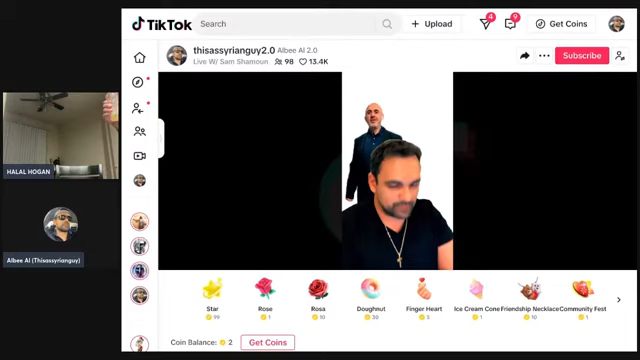 TikTok
Search
Upload
4
9
Get Coins
thisassyrianguy2.0 Albee AI 2.0
Live W/ Sam Shamoun 98 13.4K
Subscribe
HALAL HOGAN
Albee AI (Thisassyrianguy)
Star
99
Rose
1
Rosa
10
Doughnut
30
Finger Heart
5
Ice Cream Cone
1
Friendship Necklace
10
Community Fest
1
Coin Balance: 2 Get Coins